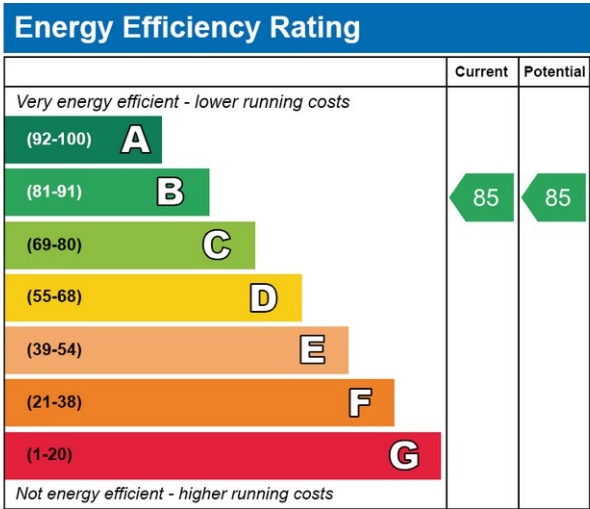 Energy Efficiency Rating
Current Potential
Very energy efficient - lower running costs
(92-100) A
(81-91) B 85 85
(69-80) C
(55-68) D
(39-54) E
(21-38) F
(1-20) G
Not energy efficient - higher running costs